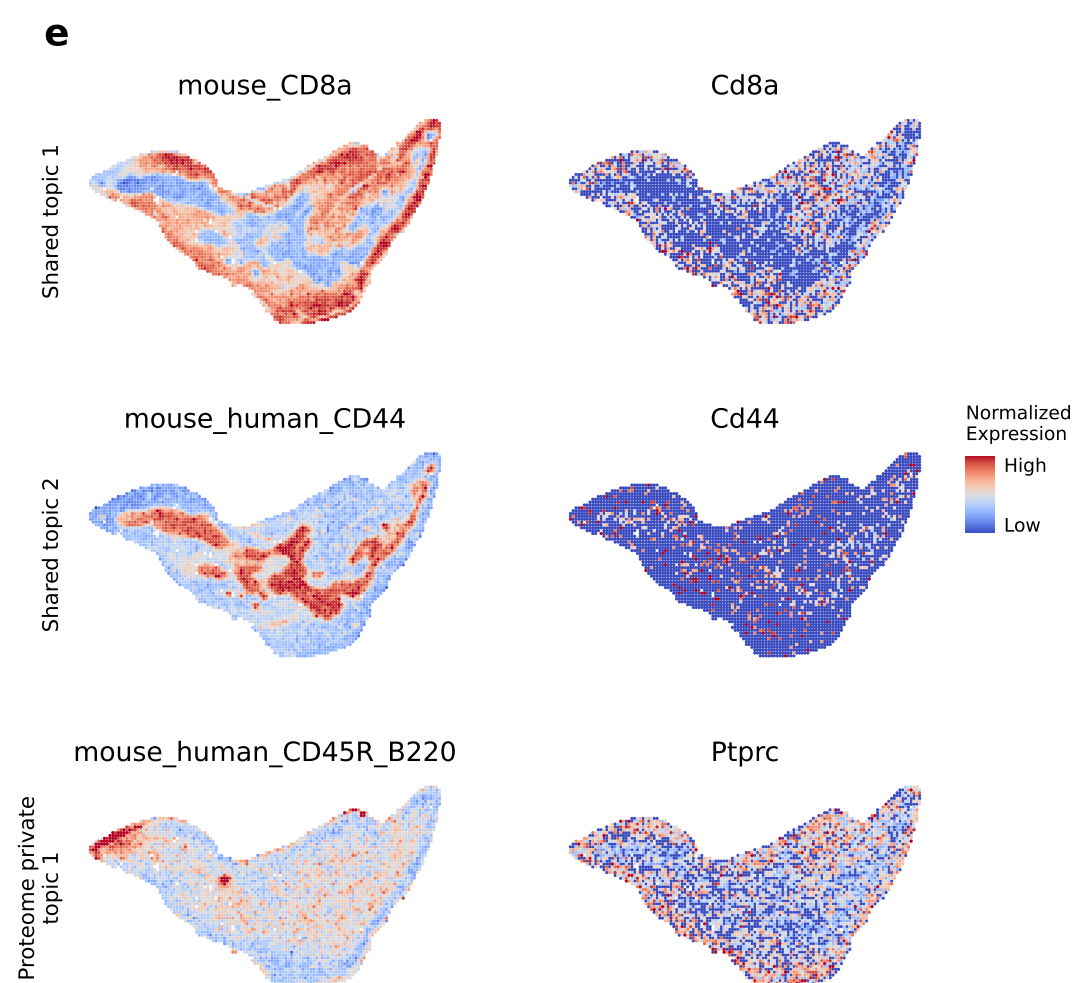 e
mouse_CD8a
Cd8a
Shared topic 1
mouse_human_CD44
Cd44
Shared topic 2
Normalized
Expression
High
Low
mouse_human_CD45R_B220
Ptprc
Proteome private
topic 1